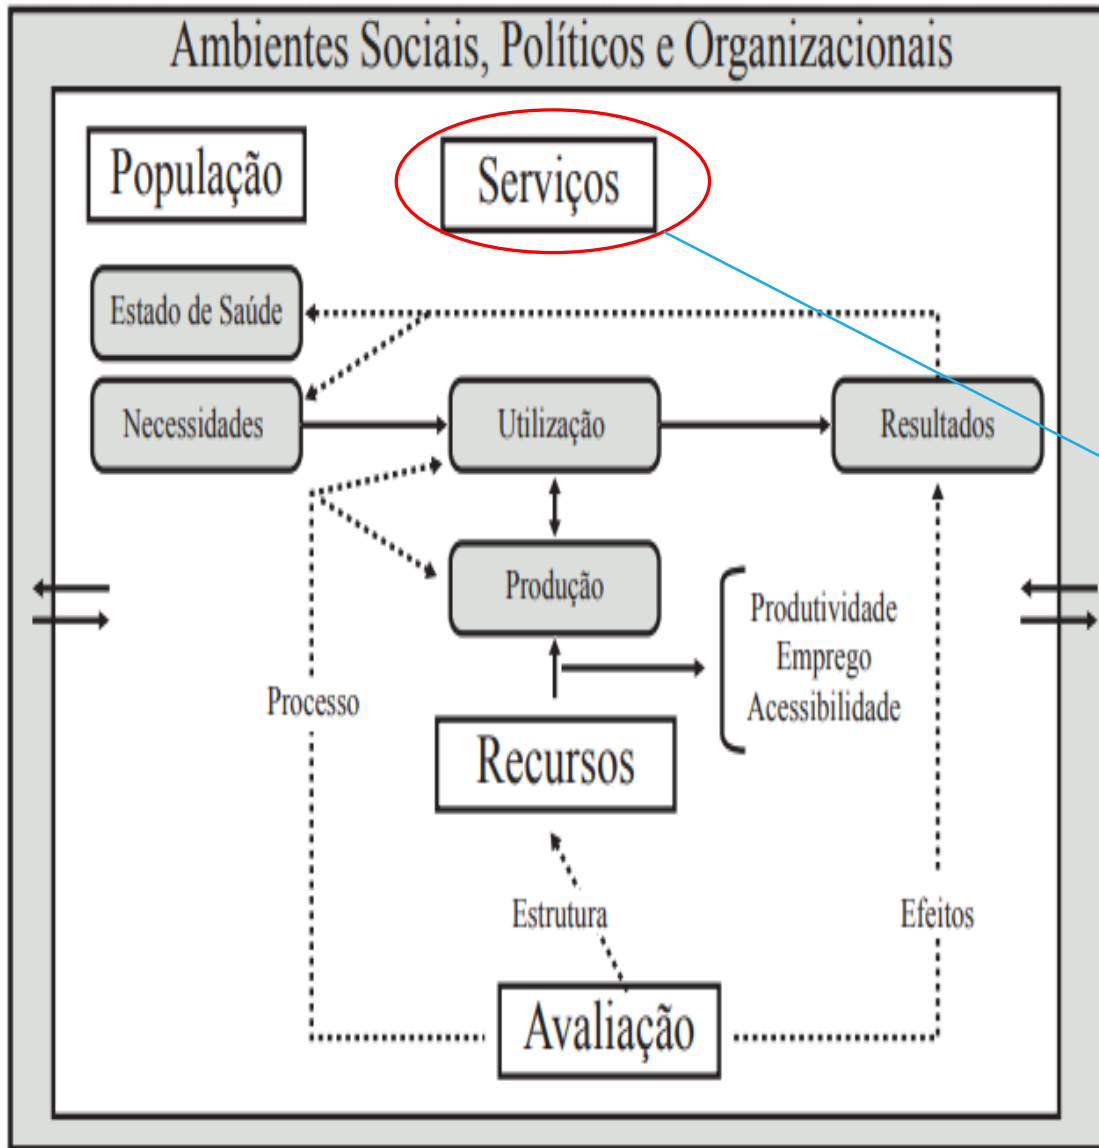 Ambientes Sociais, Políticos e Organizacionais
População
Serviços
Estado de Saúde
Necessidades
Utilização
Resultados
Produção
Produtividade
Emprego
Acessibilidade
Processo
Recursos
Estrutura
Efeitos
Avaliação